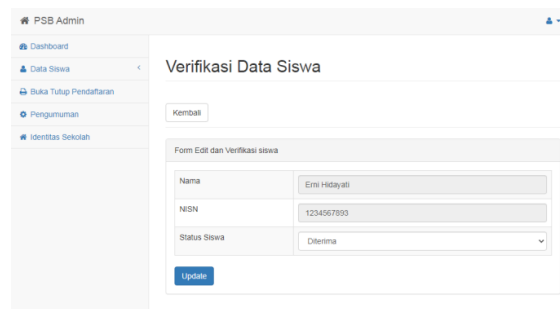 PSB Admin
Dashboard
Data Siswa
Buka Tutup Pendaftaran
Pengumuman
Identitas Sekolah
Verifikasi Data Siswa
Kembali
Form Edit dan Verifikasi siswa
Nama
Erni Hidayati
NISN
1234567893
Status Siswa
Diterima
Update